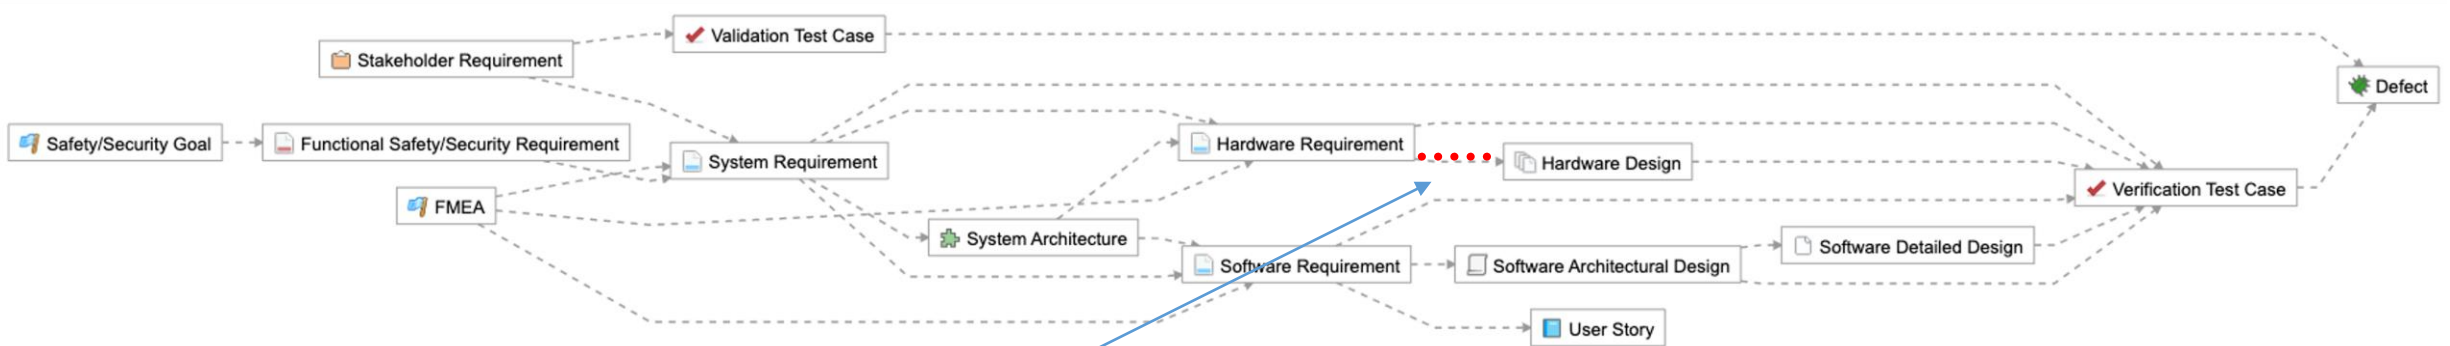 Validation Test Case
Stakeholder Requirement
Defect
Safety/Security Goal
Functional Safety/Security Requirement
Hardware Requirement
System Requirement
Hardware Design
Verification Test Case
FMEA
System Architecture
Software Detailed Design
Software Requirement
Software Architectural Design
User Story